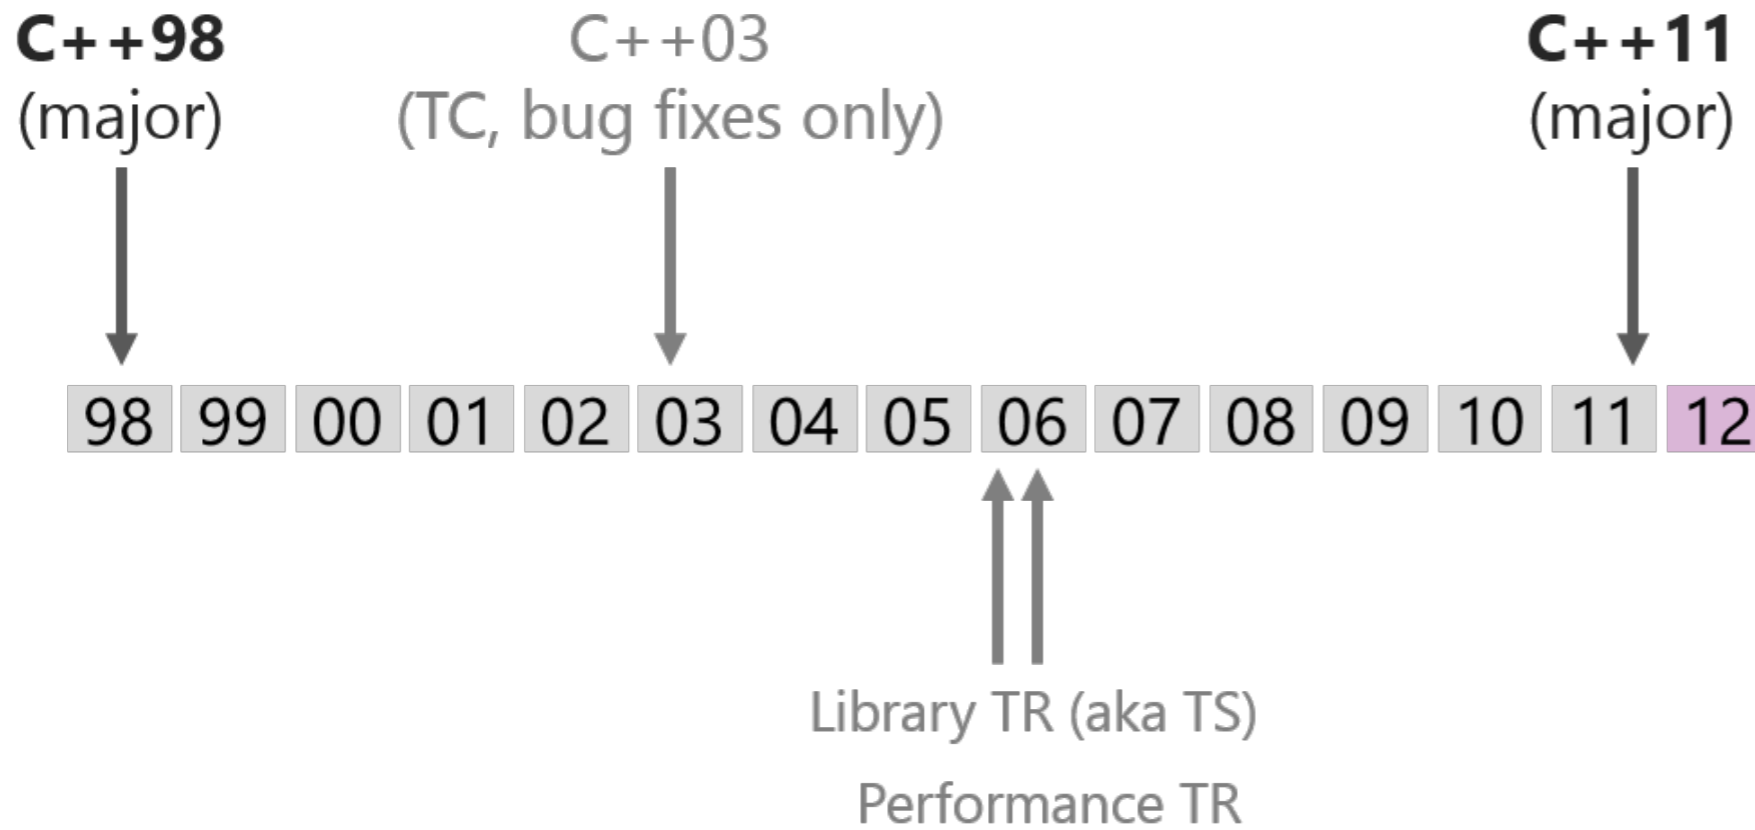 C++98
(major)
C++03
(TC, bug fixes only)
C++11
(major)
98 99 00 01 02 03 04 05 06 07 08 09 10 11 12
Library TR (aka TS)
Performance TR